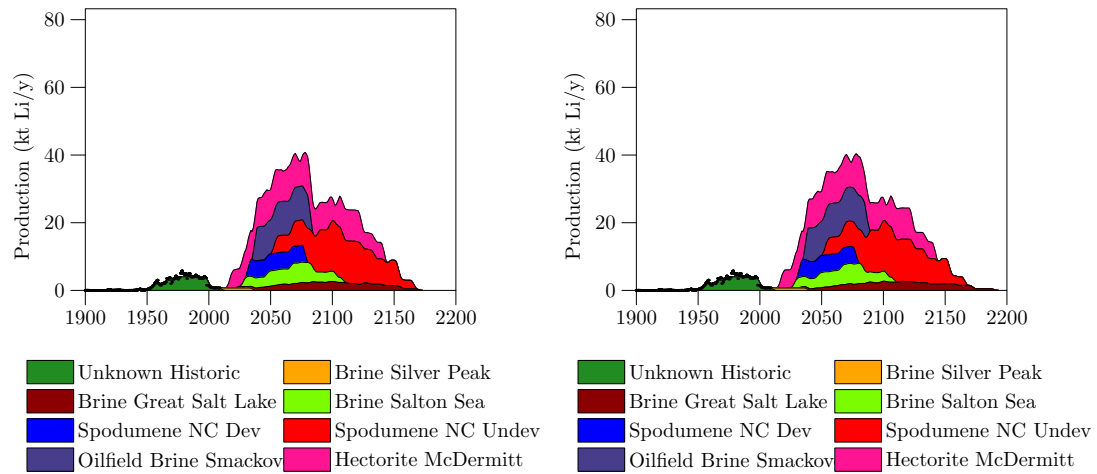 80
60
40
20
0
Production (kt Li/y)
1900 1950 2000 2050 2100 2150 2200
Unknown Historic Brine Silver Peak
Brine Great Salt Lake Brine Salton Sea
Spodumene NC Dev Spodumene NC Undev
Oilfield Brine Smackov Hectorite McDermitt
80
60
40
20
0
Production (kt Li/y)
1900 1950 2000 2050 2100 2150 2200
Unknown Historic Brine Silver Peak
Brine Great Salt Lake Brine Salton Sea
Spodumene NC Dev Spodumene NC Undev
Oilfield Brine Smackov Hectorite McDermitt